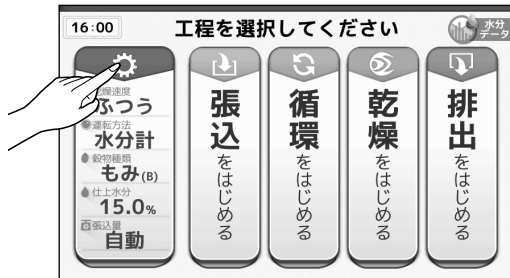 16:00
工程を選択してください
水分
データ
乾燥速度
ふつう
運転方法
水分計
穀物種類
もみ(B)
仕上水分
15.0%
張込量
自動
張込をはじめる
循環をはじめる
乾燥をはじめる
排出をはじめる